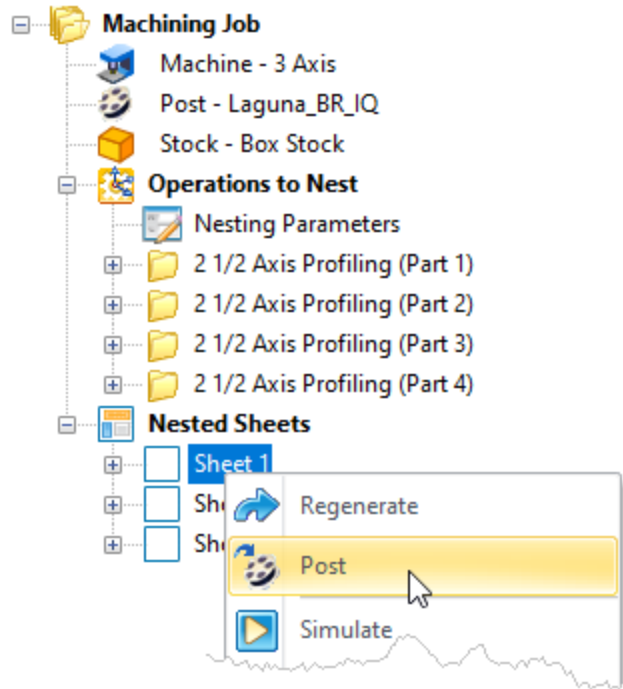 Machining Job
Machine - 3 Axis
Post - Laguna_BR_IQ
Stock - Box Stock
Operations to Nest
Nesting Parameters
2 1/2 Axis Profiling (Part 1)
2 1/2 Axis Profiling (Part 2)
2 1/2 Axis Profiling (Part 3)
2 1/2 Axis Profiling (Part 4)
Nested Sheets
Sheet 1
Regenerate
Post
Simulate